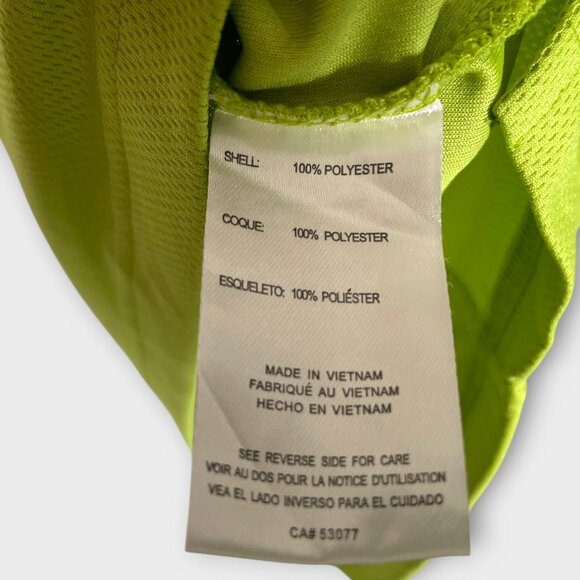 SHELL: 100% POLYESTER
COQUE: 100% POLYESTER
ESQUELETO: 100% POLIÉSTER
MADE IN VIETNAM
FABRIQUÉ AU VIETNAM
HECHO EN VIETNAM
SEE REVERSE SIDE FOR CARE
VOIR AU DOS POUR LA NOTICE D'UTILISATION
VEA EL LADO INVERSO PARA EL CUIDADO
CA# 53077